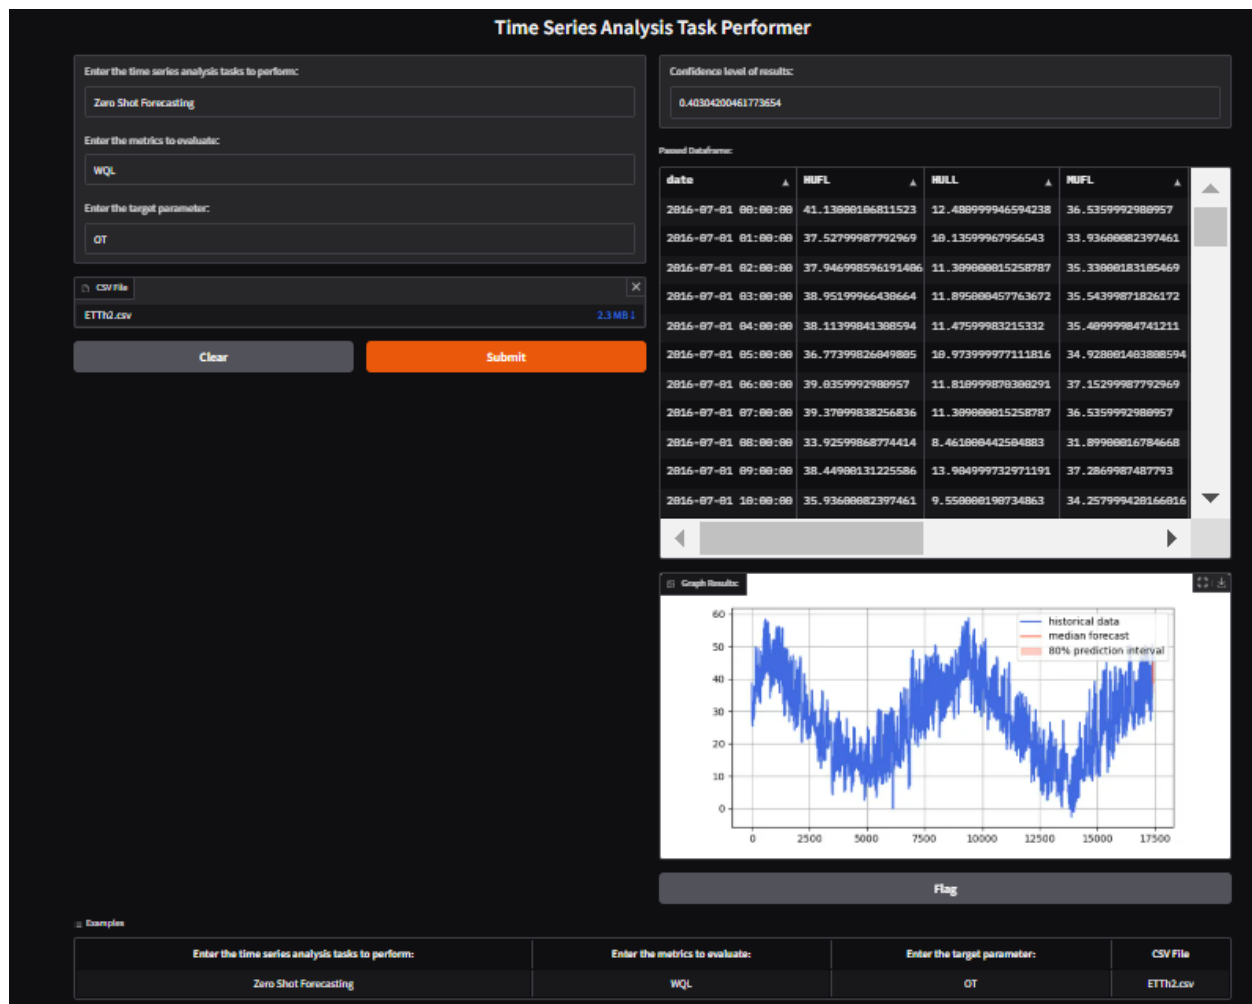 Time Series Analysis Task Performer
Enter the time series analysis tasks to perform:
Zero Shot Forecasting
Enter the metrics to evaluate:
WQL
Enter the target parameter:
OT
CSV File
ETTh2.csv 2.3 MB ↓
Clear Submit
Confidence level of results:
0.40304200461773654
Passed Dataframe:
date HUFL HULL MUFL
2016-07-01 00:00:00 41.13000106811523 12.480999946594238 36.5359992980957
2016-07-01 01:00:00 37.52799987792969 10.13599967956543 33.93600082397461
2016-07-01 02:00:00 37.946998596191406 11.309000015258787 35.33000183105469
2016-07-01 03:00:00 38.95199966430664 11.895000457763672 35.54399871826172
2016-07-01 04:00:00 38.11399841308594 11.47599983215332 35.40999984741211
2016-07-01 05:00:00 36.77399826049805 10.973999977111816 34.928001403808594
2016-07-01 06:00:00 39.0359992980957 11.810999870300291 37.15299987792969
2016-07-01 07:00:00 39.37099838256836 11.309000015258787 36.5359992980957
2016-07-01 08:00:00 33.92599868774414 8.461000442504883 31.89900016784668
2016-07-01 09:00:00 38.44900131225586 13.904999732971191 37.2869987487793
2016-07-01 10:00:00 35.93600082397461 9.550000190734863 34.257999420166016
Graph Results:
historical data
median forecast
80% prediction interval
60
50
40
30
20
10
0
0 2500 5000 7500 10000 12500 15000 17500
Flag
Examples
Enter the time series analysis tasks to perform: Enter the metrics to evaluate: Enter the target parameter: CSV File
Zero Shot Forecasting WQL OT ETTh2.csv